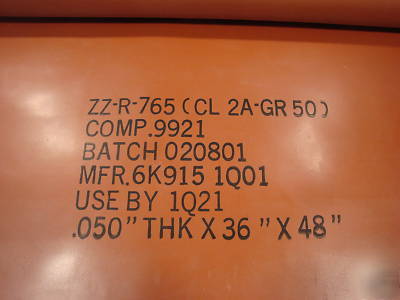 ZZ-R-765 (CL 2A-GR 50)
COMP.9921
BATCH 020801
MFR.6K915 1Q01
USE BY 1Q21
.050" THK X 36 " X 48"